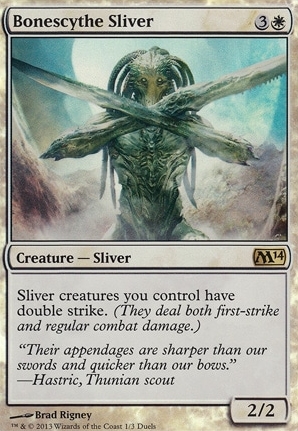 Bonescythe Sliver 3
Creature — Sliver M14
Sliver creatures you control have
double strike. (They deal both first-strike
and regular combat damage.)
“Their appendages are sharper than our
swords and quicker than our bows.”
—Hastric, Thunian scout
2/2
Brad Rigney
™ & © 2013 Wizards of the Coast 1/3 Duels